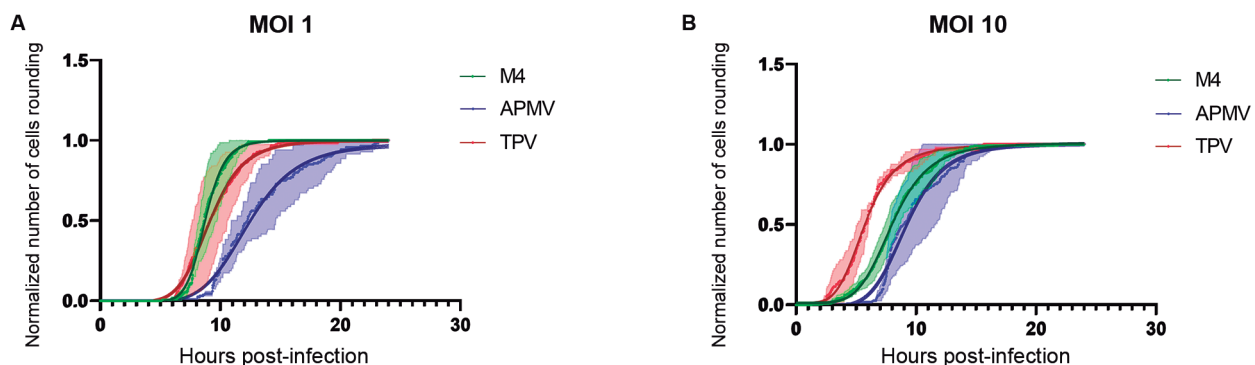 A
MOI 1
Normalized number of cells rounding
1.5
1.0
0.5
0.0
0
10
20
30
Hours post-infection
M4
APMV
TPV
B
MOI 10
Normalized number of cells rounding
1.5
1.0
0.5
0.0
0
10
20
30
Hours post-infection
M4
APMV
TPV